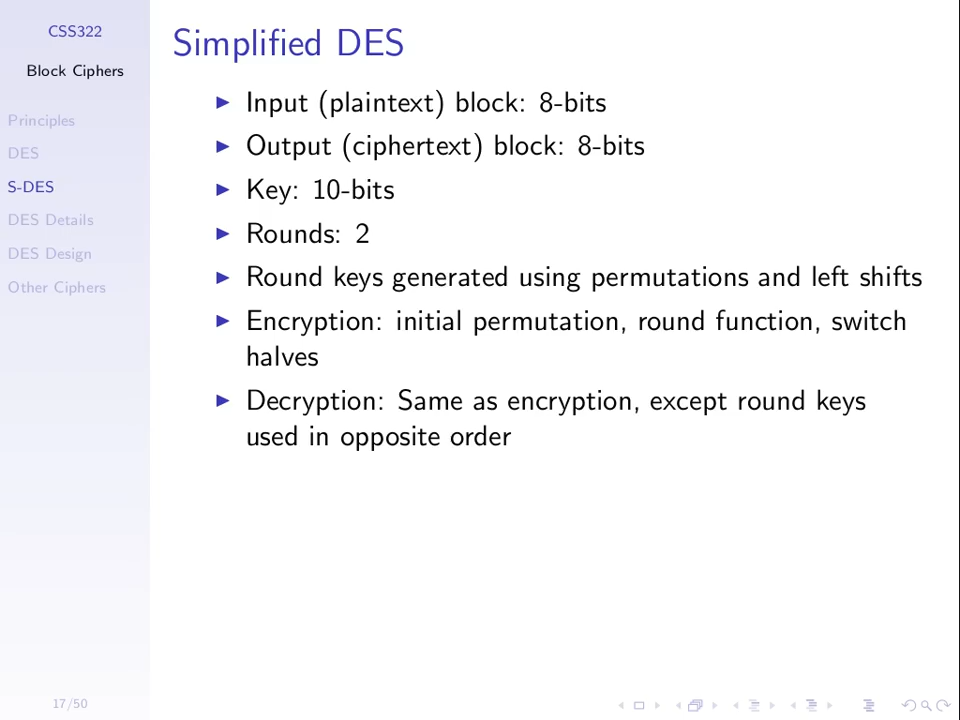 CSS322
Block Ciphers
Principles
DES
S-DES
DES Details
DES Design
Other Ciphers
17/50
Simplified DES
Input (plaintext) block: 8-bits
Output (ciphertext) block: 8-bits
Key: 10-bits
Rounds: 2
Round keys generated using permutations and left shifts
Encryption: initial permutation, round function, switch
halves
Decryption: Same as encryption, except round keys
used in opposite order